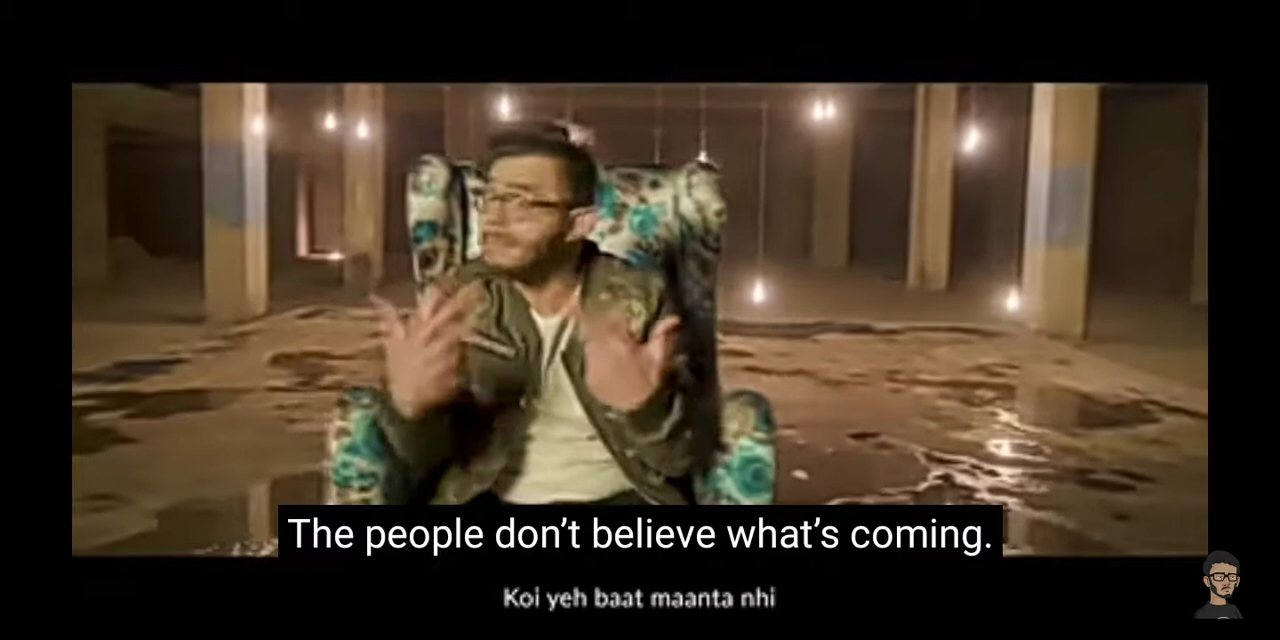 The people don’t believe what’s coming.
Koi yeh baat maanta nhi